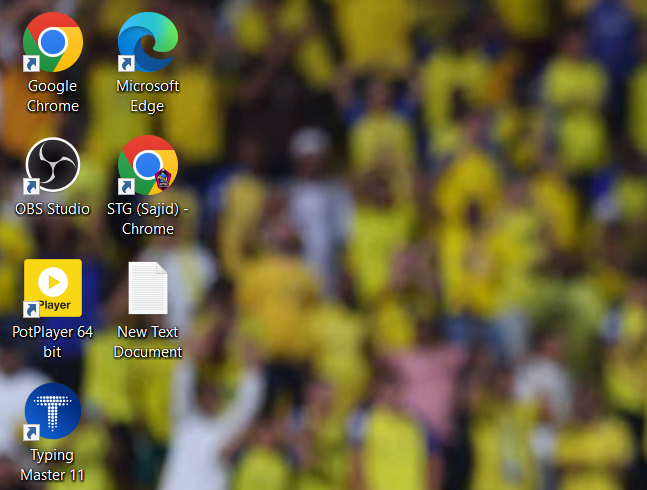 Google
Chrome
Microsoft
Edge
OBS Studio
STG (Sajid) -
Chrome
Player
PotPlayer 64
bit
New Text
Document
T
Typing
Master 11